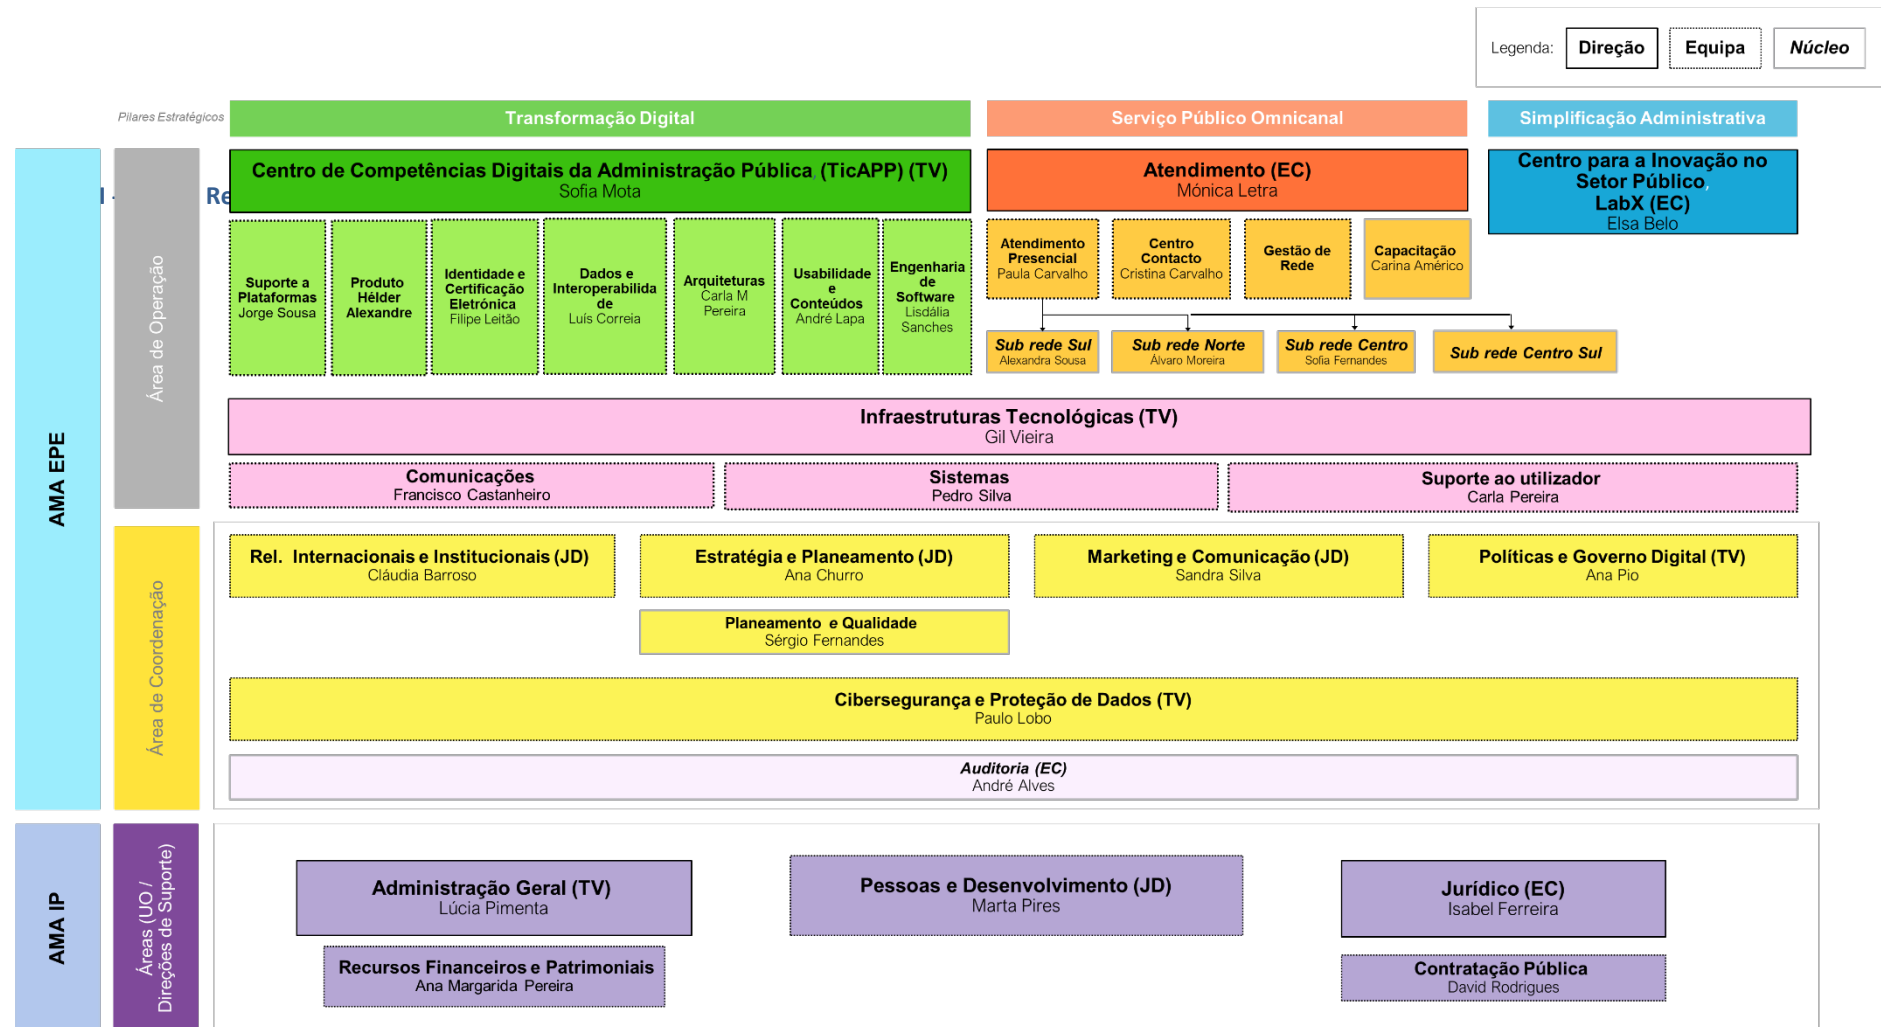 Legenda:
Direção
Equipa
Núcleo
Pilares Estratégicos
Transformação Digital
Serviço Público Omnicanal
Simplificação Administrativa
AMA EPE
Área de Operação
Centro de Competências Digitais da Administração Pública, (TicAPP) (TV)
Sofia Mota
Atendimento (EC)
Mónica Letra
Centro para a Inovação no
Setor Público,
LabX (EC)
Elsa Belo
I -
Re
Suporte a
Plataformas
Jorge Sousa
Produto
Hélder
Alexandre
Identidade e
Certificação
Eletrónica
Filipe Leitão
Dados e
Interoperabilida
de
Luís Correia
Arquiteturas
Carla M
Pereira
Usabilidade
e
Conteúdos
André Lapa
Engenharia
de
Software
Lisdália
Sanches
Atendimento
Presencial
Paula Carvalho
Centro
Contacto
Cristina Carvalho
Gestão de
Rede
Capacitação
Carina Américo
Sub rede Sul
Alexandra Sousa
Sub rede Norte
Álvaro Moreira
Sub rede Centro
Sofia Fernandes
Sub rede Centro Sul
Infraestruturas Tecnológicas (TV)
Gil Vieira
Comunicações
Francisco Castanheiro
Sistemas
Pedro Silva
Suporte ao utilizador
Carla Pereira
Área de Coordenação
Rel. Internacionais e Institucionais (JD)
Cláudia Barroso
Estratégia e Planeamento (JD)
Ana Churro
Marketing e Comunicação (JD)
Sandra Silva
Políticas e Governo Digital (TV)
Ana Pio
Planeamento e Qualidade
Sérgio Fernandes
Cibersegurança e Proteção de Dados (TV)
Paulo Lobo
Auditoria (EC)
André Alves
AMA IP
Áreas (UO /
Direções de Suporte)
Administração Geral (TV)
Lúcia Pimenta
Pessoas e Desenvolvimento (JD)
Marta Pires
Jurídico (EC)
Isabel Ferreira
Recursos Financeiros e Patrimoniais
Ana Margarida Pereira
Contratação Pública
David Rodrigues